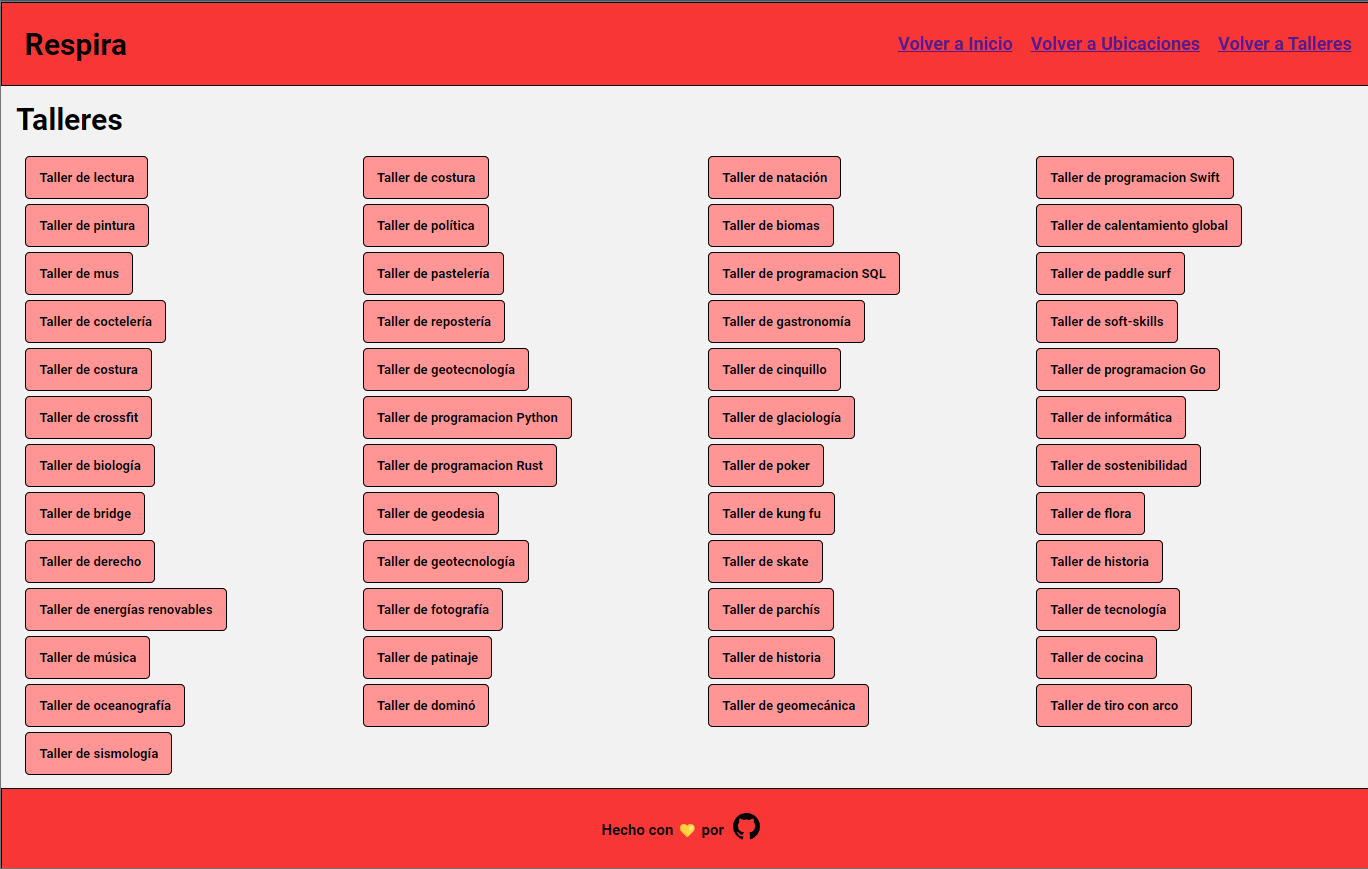 Respira
Volver a Inicio Volver a Ubicaciones Volver a Talleres
Talleres
Taller de lectura
Taller de pintura
Taller de mus
Taller de coctelería
Taller de costura
Taller de crossfit
Taller de biología
Taller de bridge
Taller de derecho
Taller de energías renovables
Taller de música
Taller de oceanografía
Taller de sismología
Taller de costura
Taller de política
Taller de pastelería
Taller de repostería
Taller de geotecnología
Taller de programacion Python
Taller de programacion Rust
Taller de geodesia
Taller de geotecnología
Taller de fotografía
Taller de patinaje
Taller de dominó
Taller de natación
Taller de biomas
Taller de programacion SQL
Taller de gastronomía
Taller de cinquillo
Taller de glaciología
Taller de poker
Taller de kung fu
Taller de skate
Taller de parchís
Taller de historia
Taller de geomecánica
Taller de programacion Swift
Taller de calentamiento global
Taller de paddle surf
Taller de soft-skills
Taller de programacion Go
Taller de informática
Taller de sostenibilidad
Taller de flora
Taller de historia
Taller de tecnología
Taller de cocina
Taller de tiro con arco
Hecho con 💛 por